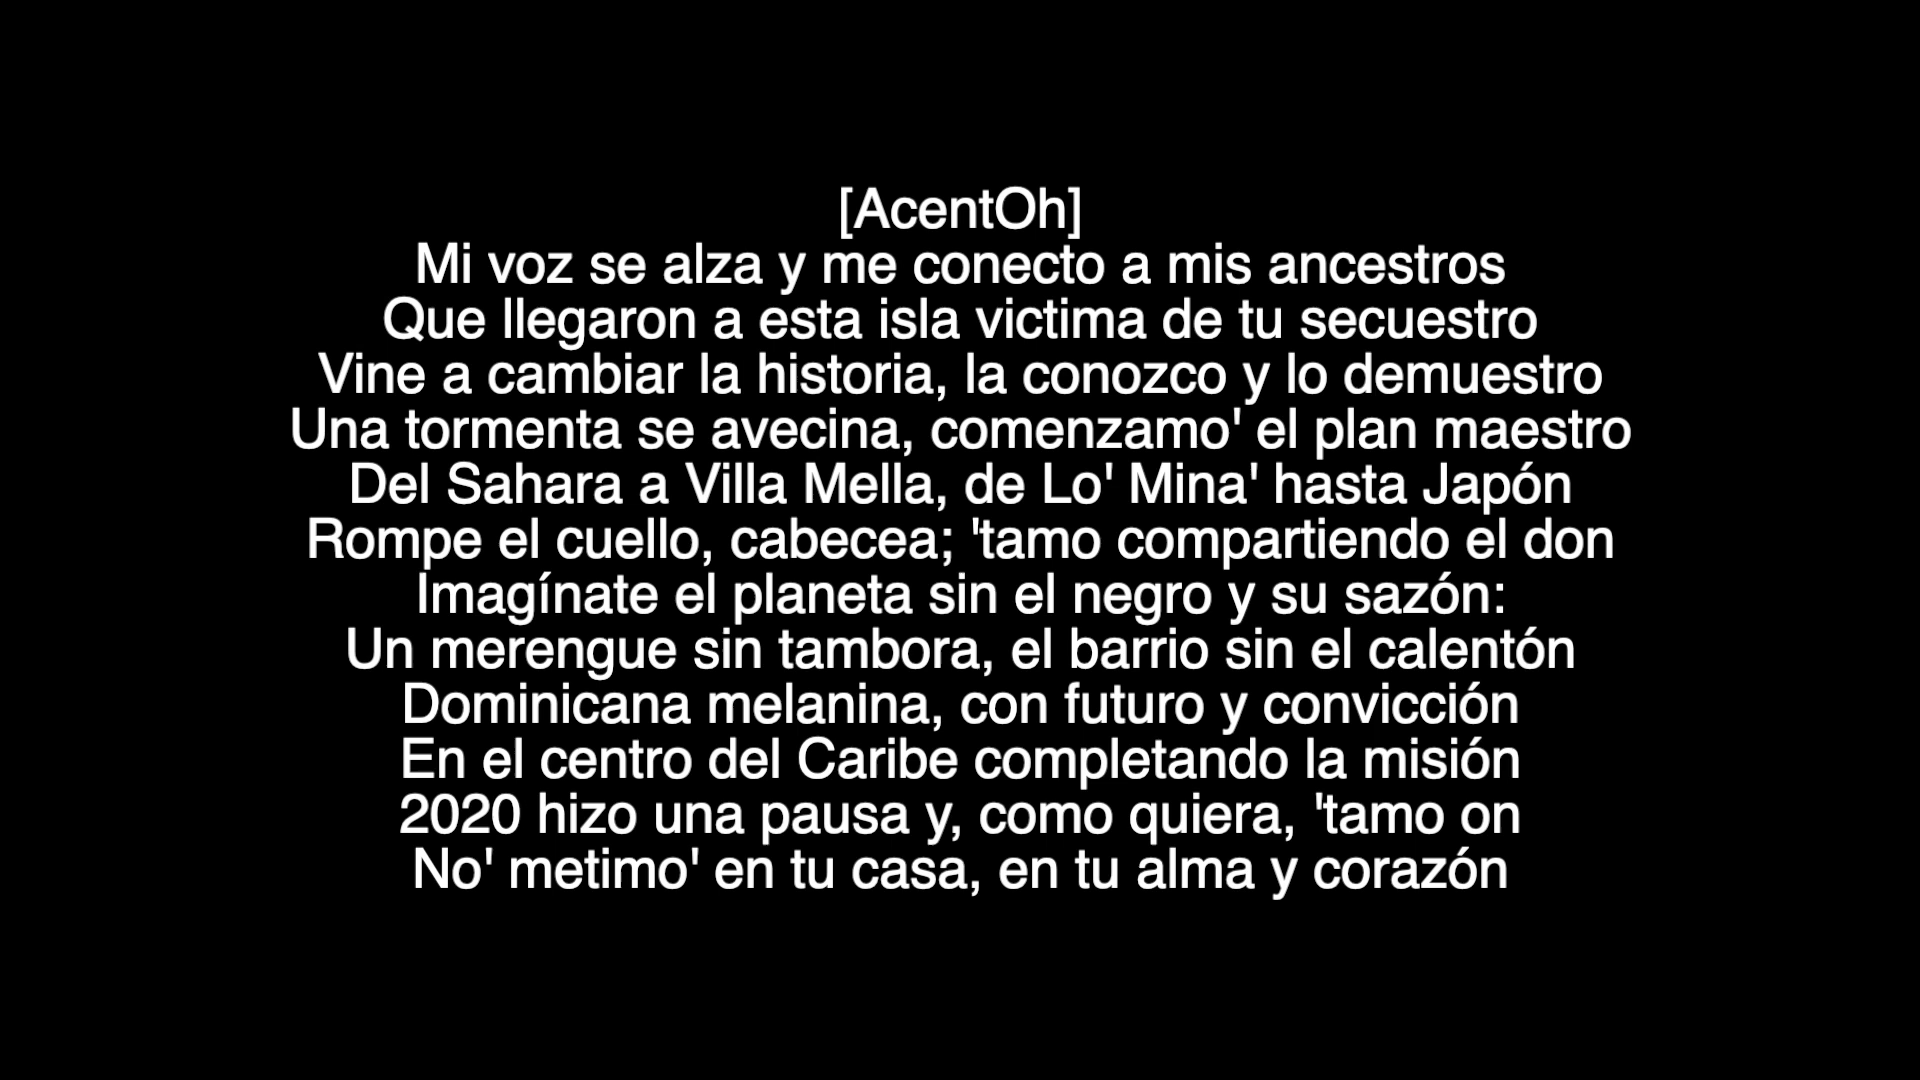 [AcentOh]
Mi voz se alza y me conecto a mis ancestros
Que llegaron a esta isla victima de tu secuestro
Vine a cambiar la historia, la conozco y lo demuestro
Una tormenta se avecina, comenzamo' el plan maestro
Del Sahara a Villa Mella, de Lo' Mina' hasta Japón
Rompe el cuello, cabecea; 'tamo compartiendo el don
Imagínate el planeta sin el negro y su sazón:
Un merengue sin tambora, el barrio sin el calentón
Dominicana melanina, con futuro y convicción
En el centro del Caribe completando la misión
2020 hizo una pausa y, como quiera, 'tamo on
No' metimo' en tu casa, en tu alma y corazón